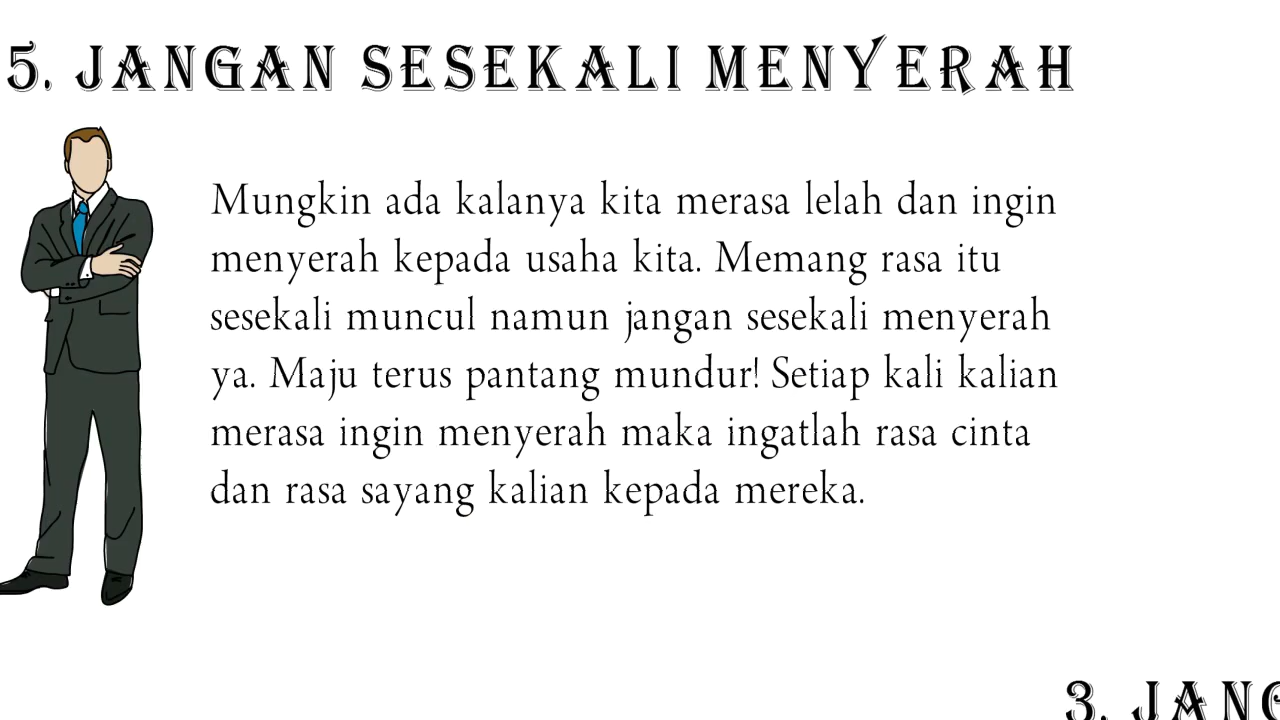 5. JANGAN SESEKALI MENYERAH
Mungkin ada kalanya kita merasa lelah dan ingin
menyerah kepada usaha kita. Memang rasa itu
sesekali muncul namun jangan sesekali menyerah
ya. Maju terus pantang mundur! Setiap kali kalian
merasa ingin menyerah maka ingatlah rasa cinta
dan rasa sayang kalian kepada mereka.
3.